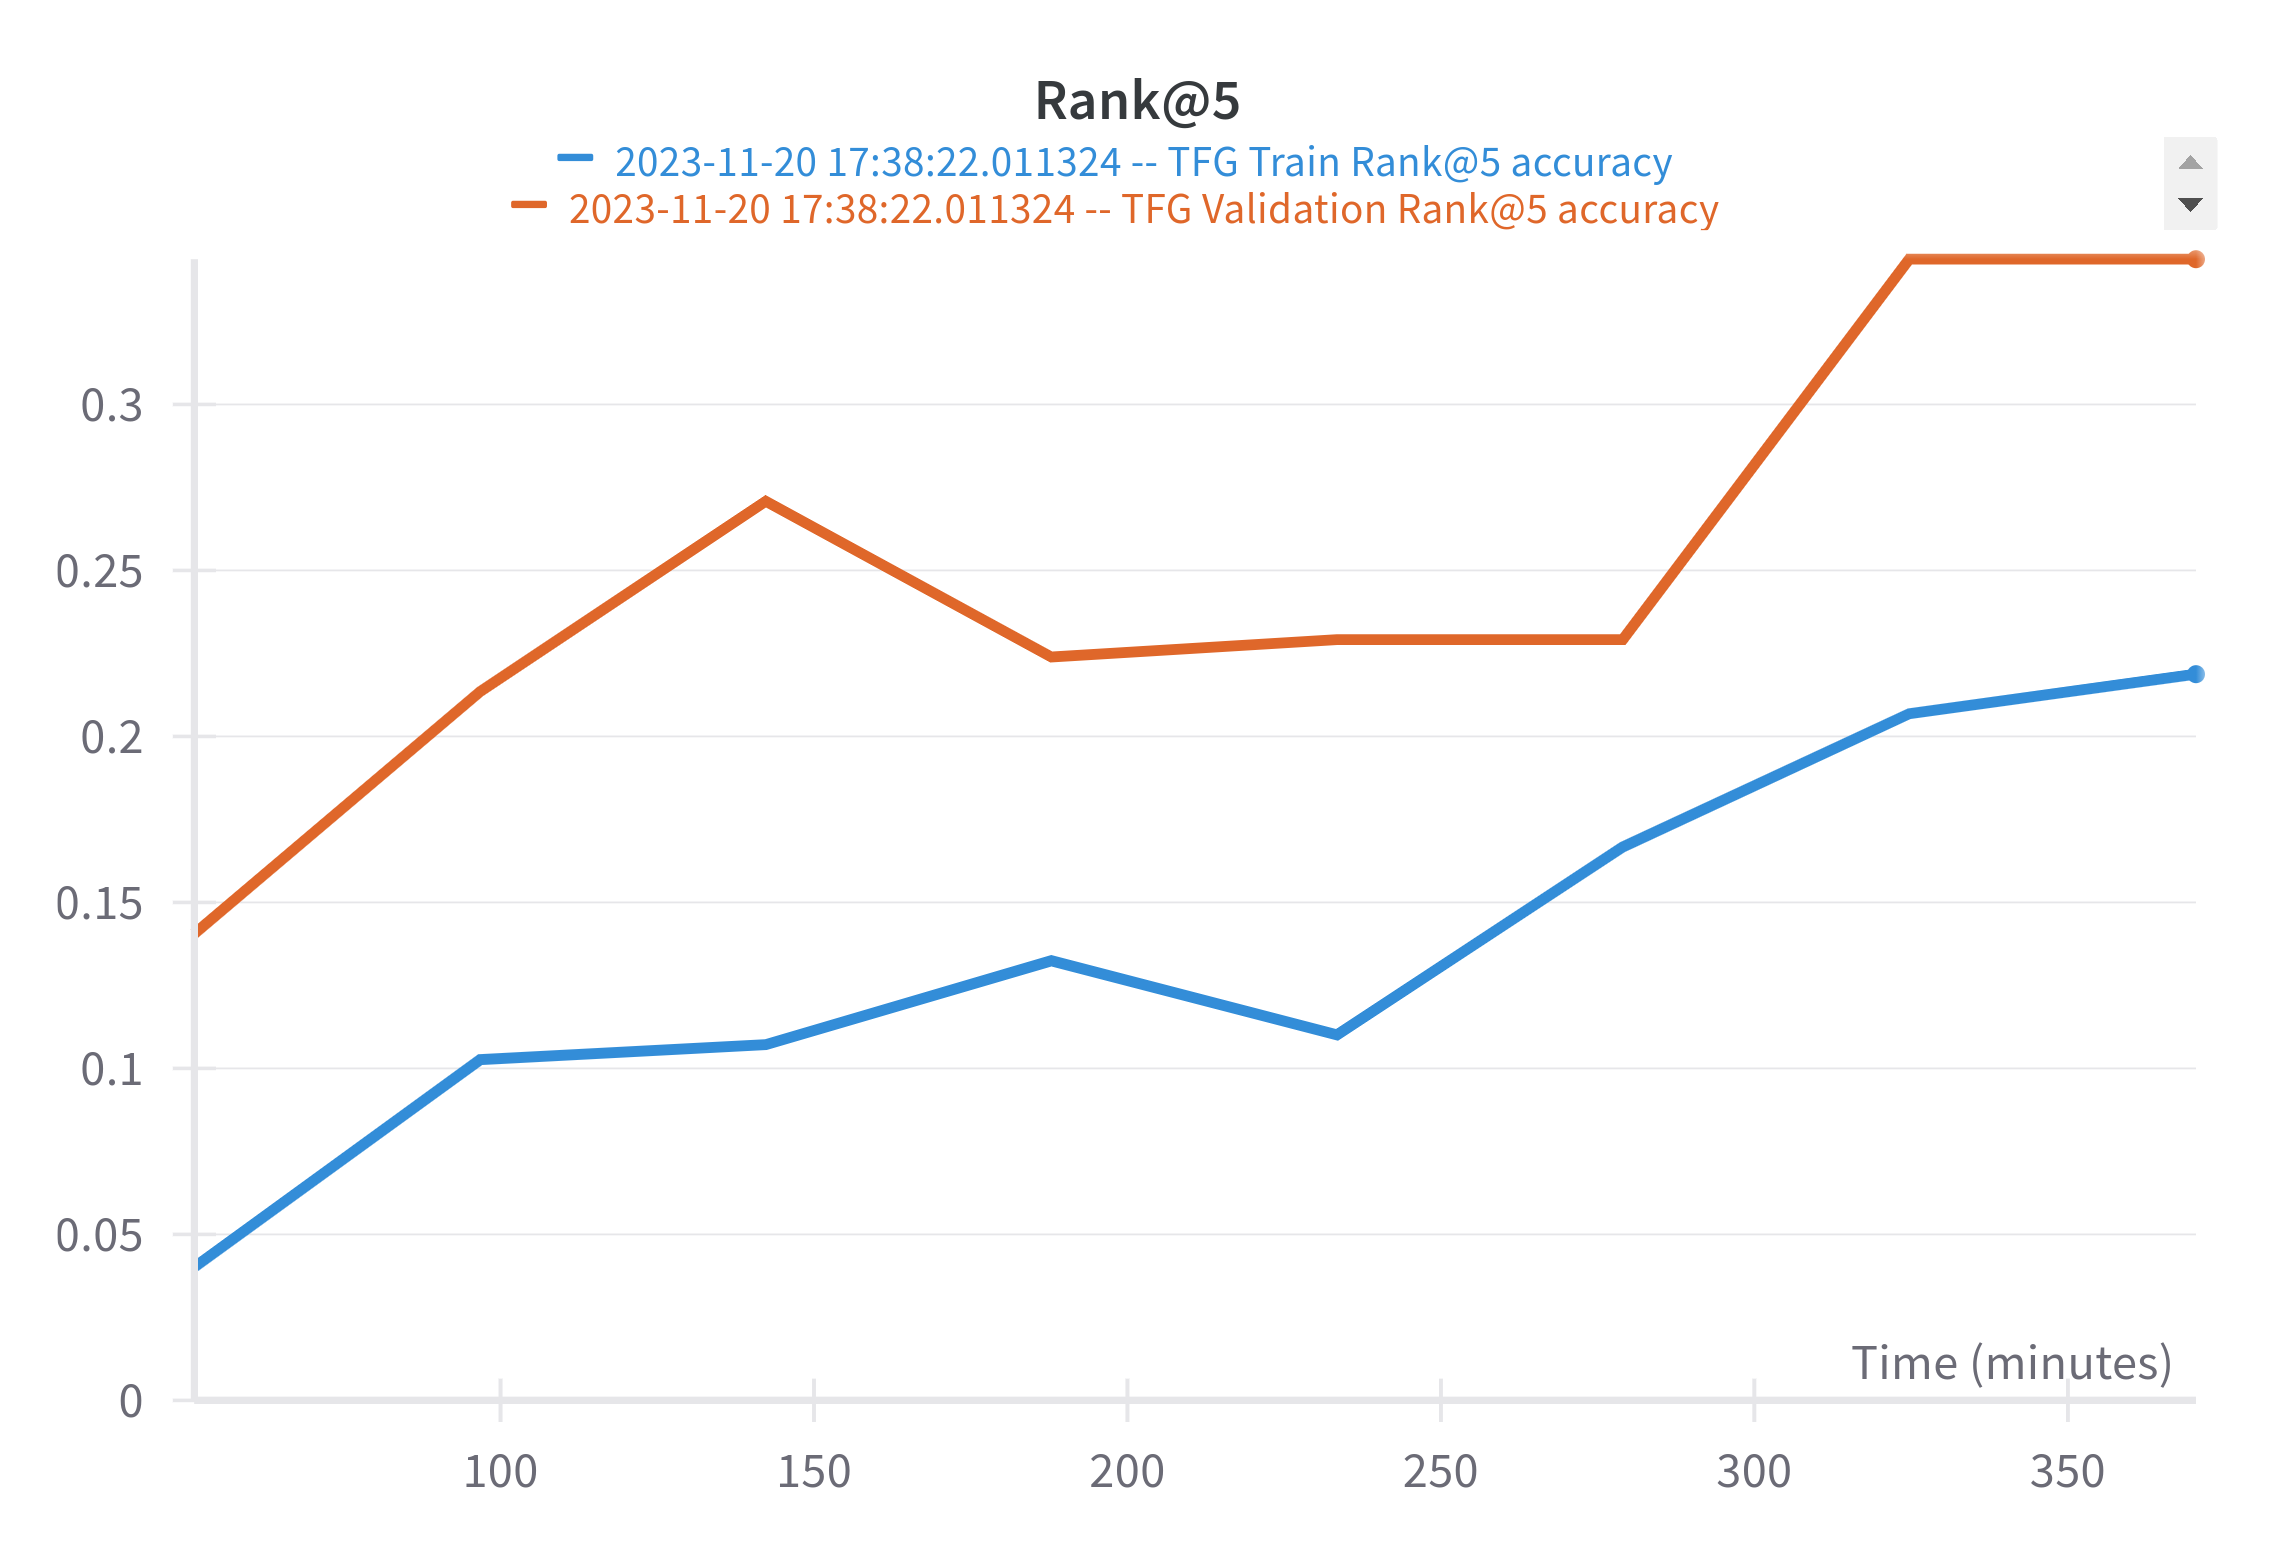 Rank@5
2023-11-20 17:38:22.011324 -- TFG Train Rank@5 accuracy
2023-11-20 17:38:22.011324 -- TFG Validation Rank@5 accuracy
0.3
0.25
0.2
0.15
0.1
0.05
0
Time (minutes)
100 150 200 250 300 350